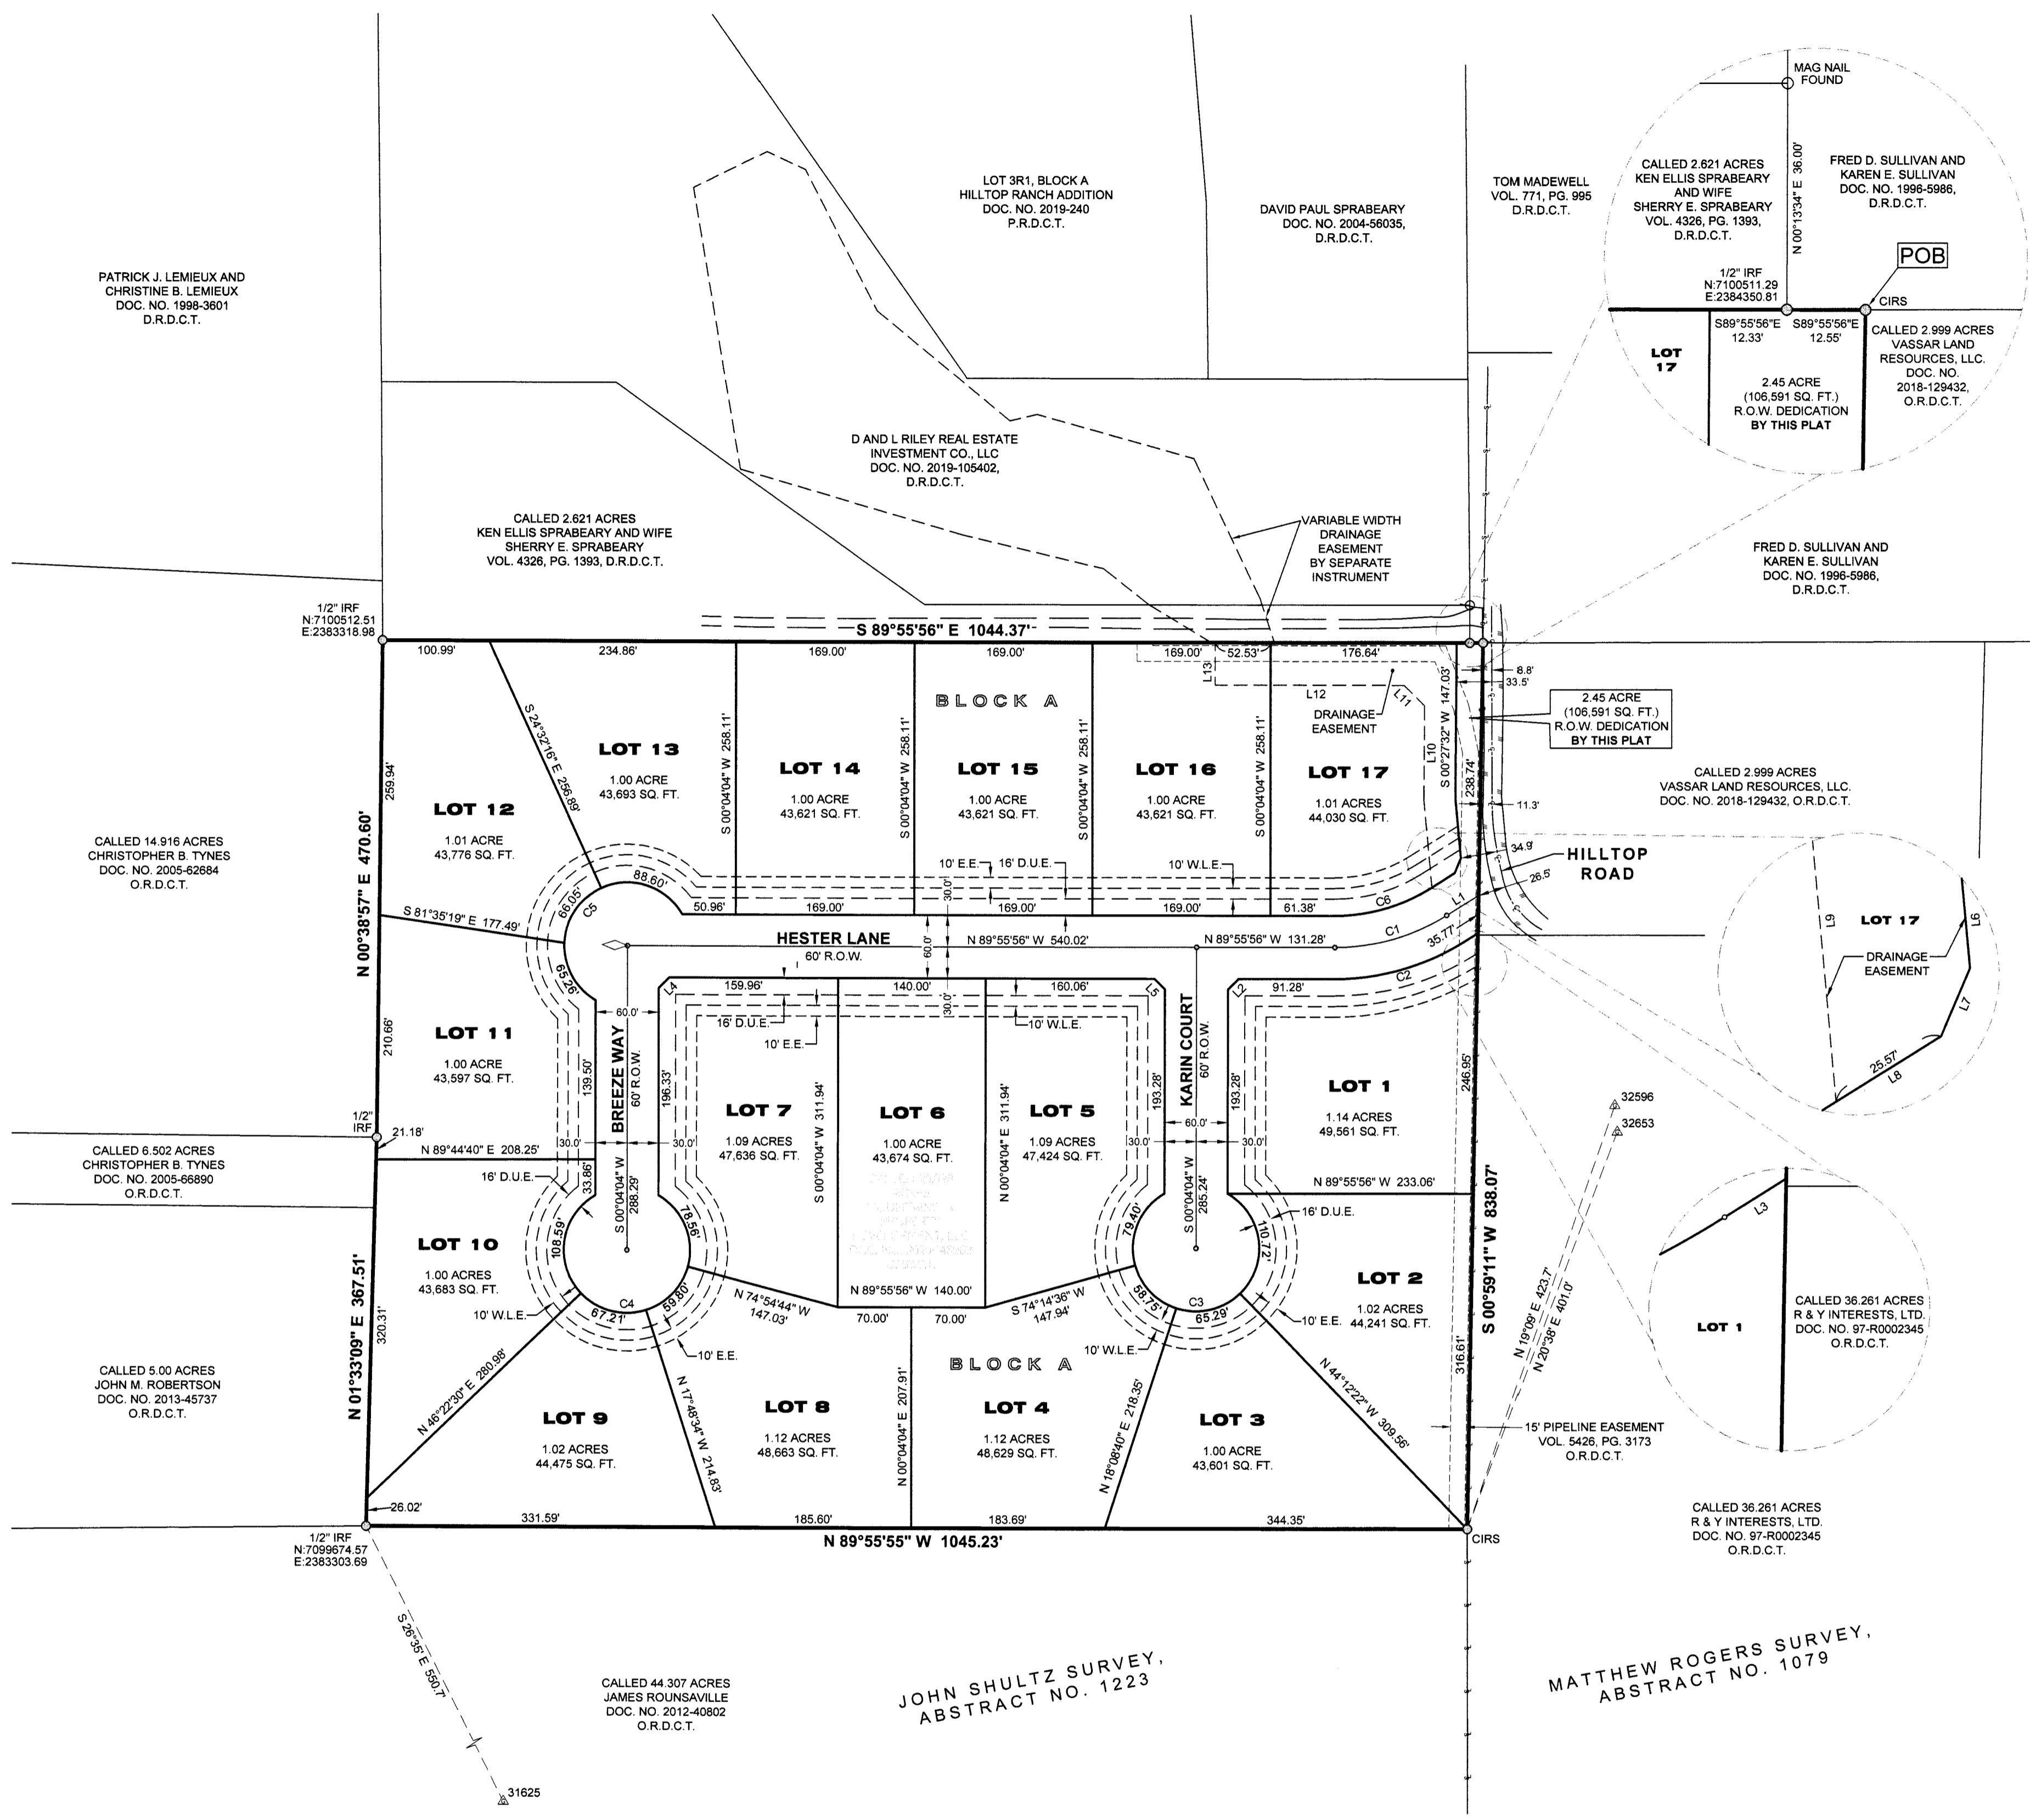 MAG NAIL
FOUND
CALLED 2.621 ACRES
KEN ELLIS SPRABEARY
AND WIFE
SHERRY E. SPRABEARY
VOL. 4326, PG. 1393,
D.R.D.C.T.
N 00°13'34" E 36.00'
FRED D. SULLIVAN AND
KAREN E. SULLIVAN
DOC. NO. 1996-5986,
D.R.D.C.T.
POB
1/2" IRF
N:7100511.29
E:2384350.81
CIRS
S89°55'56"E
12.33'
S89°55'56"E
12.55'
LOT
17
2.45 ACRE
(106,591 SQ. FT.)
R.O.W. DEDICATION
BY THIS PLAT
CALLED 2.999 ACRES
VASSAR LAND
RESOURCES, LLC.
DOC. NO.
2018-129432,
O.R.D.C.T.
LOT 3R1, BLOCK A
HILLTOP RANCH ADDITION
DOC. NO. 2019-240
P.R.D.C.T.
DAVID PAUL SPRABEARY
DOC. NO. 2004-56035,
D.R.D.C.T.
TOM MADEWELL
VOL. 771, PG. 995
D.R.D.C.T.
PATRICK J. LEMIEUX AND
CHRISTINE B. LEMIEUX
DOC. NO. 1998-3601
D.R.D.C.T.
D AND L RILEY REAL ESTATE
INVESTMENT CO., LLC
DOC. NO. 2019-105402,
D.R.D.C.T.
CALLED 2.621 ACRES
KEN ELLIS SPRABEARY AND WIFE
SHERRY E. SPRABEARY
VOL. 4326, PG. 1393, D.R.D.C.T.
VARIABLE WIDTH
DRAINAGE
EASEMENT
BY SEPARATE
INSTRUMENT
FRED D. SULLIVAN AND
KAREN E. SULLIVAN
DOC. NO. 1996-5986,
D.R.D.C.T.
1/2" IRF
N:7100512.51
E:2383318.98
S 89°55'56" E 1044.37'
100.99'
234.86'
169.00'
169.00'
169.00'
52.53'
176.64'
BLOCK A
L13
L12
L11
L10
DRAINAGE
EASEMENT
S 00°27'32" W 147.03'
238.74'
8.8'
33.5'
2.45 ACRE
(106,591 SQ. FT.)
R.O.W. DEDICATION
BY THIS PLAT
CALLED 2.999 ACRES
VASSAR LAND RESOURCES, LLC.
DOC. NO. 2018-129432, O.R.D.C.T.
11.3'
34.9'
26.5'
HILLTOP
ROAD
LOT 12
1.01 ACRE
43,776 SQ. FT.
259.94'
S 24°32'16" E 256.89'
LOT 13
1.00 ACRE
43,693 SQ. FT.
S 00°04'04" W 258.11'
LOT 14
1.00 ACRE
43,621 SQ. FT.
S 00°04'04" W 258.11'
LOT 15
1.00 ACRE
43,621 SQ. FT.
S 00°04'04" W 258.11'
LOT 16
1.00 ACRE
43,621 SQ. FT.
S 00°04'04" W 258.11'
LOT 17
1.01 ACRE
44,030 SQ. FT.
N 00°38'57" E 470.60'
CALLED 14.916 ACRES
CHRISTOPHER B. TYNES
DOC. NO. 2005-62684
O.R.D.C.T.
S 81°35'19" E 177.49'
66.05'
C5
88.60'
65.26'
10' E.E.
16' D.U.E.
10' W.L.E.
30.0'
50.96'
169.00'
169.00'
169.00'
61.38'
C6
L1
C1
35.77'
C2
HESTER LANE
60' R.O.W.
60.0'
N 89°55'56" W 540.02'
N 89°55'56" W 131.28'
L9
LOT 17
L6
DRAINAGE
EASEMENT
L7
25.57'
L8
L4
159.96'
140.00'
160.06'
30.0'
L5
L2
91.28'
16' D.U.E.
10' E.E.
10' W.L.E.
60.0'
LOT 11
1.00 ACRE
43,597 SQ. FT.
210.66'
139.50'
BREEZE WAY
60' R.O.W.
196.33'
KARIN COURT
60' R.O.W.
193.28'
193.28'
60.0'
246.95'
LOT 7
1.09 ACRES
47,636 SQ. FT.
S 00°04'04" W 311.94'
LOT 6
1.00 ACRE
43,674 SQ. FT.
N 00°04'04" E 311.94'
LOT 5
1.09 ACRES
47,424 SQ. FT.
LOT 1
1.14 ACRES
49,561 SQ. FT.
32596
32653
1/2"
IRF
21.18'
N 89°44'40" E 208.25'
30.0'
30.0'
30.0'
30.0'
CALLED 6.502 ACRES
CHRISTOPHER B. TYNES
DOC. NO. 2005-66890
O.R.D.C.T.
16' D.U.E.
33.86'
S 00°04'04" W
288.29'
S 00°04'04" W
285.24'
N 89°55'56" W 233.06'
16' D.U.E.
S 00°59'11" W 838.07'
L3
LOT 10
1.00 ACRES
43,683 SQ. FT.
108.59'
78.56'
79.40'
110.72'
10' W.L.E.
C4
67.21'
59.80'
N 74°54'44" W
147.03'
N 89°55'56" W 140.00'
S 74°14'36" W
147.94'
58.75'
C3
65.29'
10' E.E.
LOT 2
1.02 ACRES
44,241 SQ. FT.
N 19°09' E 423.7'
N 20°38' E 401.0'
LOT 1
CALLED 36.261 ACRES
R & Y INTERESTS, LTD.
DOC. NO. 97-R0002345
O.R.D.C.T.
N 01°33'09" E 367.51'
320.31'
70.00'
70.00'
10' E.E.
10' W.L.E.
BLOCK A
316.61'
CALLED 5.00 ACRES
JOHN M. ROBERTSON
DOC. NO. 2013-45737
O.R.D.C.T.
N 46°22'30" E 280.98'
LOT 9
1.02 ACRES
44,475 SQ. FT.
N 17°48'34" W 214.83'
LOT 8
1.12 ACRES
48,663 SQ. FT.
N 00°04'04" E 207.91'
LOT 4
1.12 ACRES
48,629 SQ. FT.
N 18°08'40" E 218.35'
LOT 3
1.00 ACRE
43,601 SQ. FT.
N 44°12'22" W 309.56'
15' PIPELINE EASEMENT
VOL. 5426, PG. 3173
O.R.D.C.T.
26.02'
331.59'
185.60'
183.69'
344.35'
1/2" IRF
N:7099674.57
E:2383303.69
N 89°55'55" W 1045.23'
CIRS
CALLED 36.261 ACRES
R & Y INTERESTS, LTD.
DOC. NO. 97-R0002345
O.R.D.C.T.
S 26°35' E 550.7'
31625
CALLED 44.307 ACRES
JAMES ROUNSAVILLE
DOC. NO. 2012-40802
O.R.D.C.T.
JOHN SHULTZ SURVEY,
ABSTRACT NO. 1223
MATTHEW ROGERS SURVEY,
ABSTRACT NO. 1079